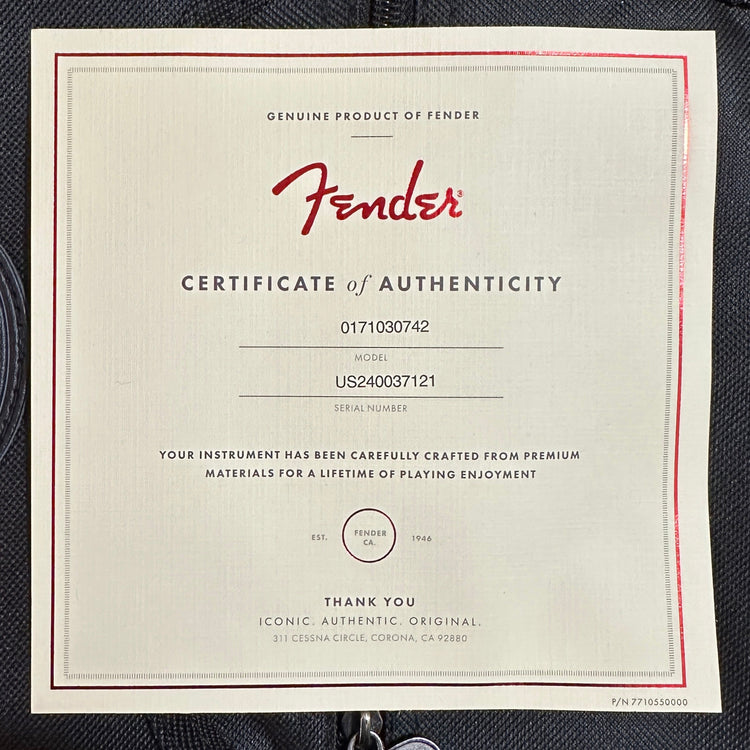 GENUINE PRODUCT OF FENDER
Fender®
CERTIFICATE of AUTHENTICITY
0171030742
MODEL
US240037121
SERIAL NUMBER
YOUR INSTRUMENT HAS BEEN CAREFULLY CRAFTED FROM PREMIUM
MATERIALS FOR A LIFETIME OF PLAYING ENJOYMENT
EST. FENDER CA. 1946
THANK YOU
ICONIC. AUTHENTIC. ORIGINAL.
311 CESSNA CIRCLE, CORONA, CA 92880
P/N 7710550000